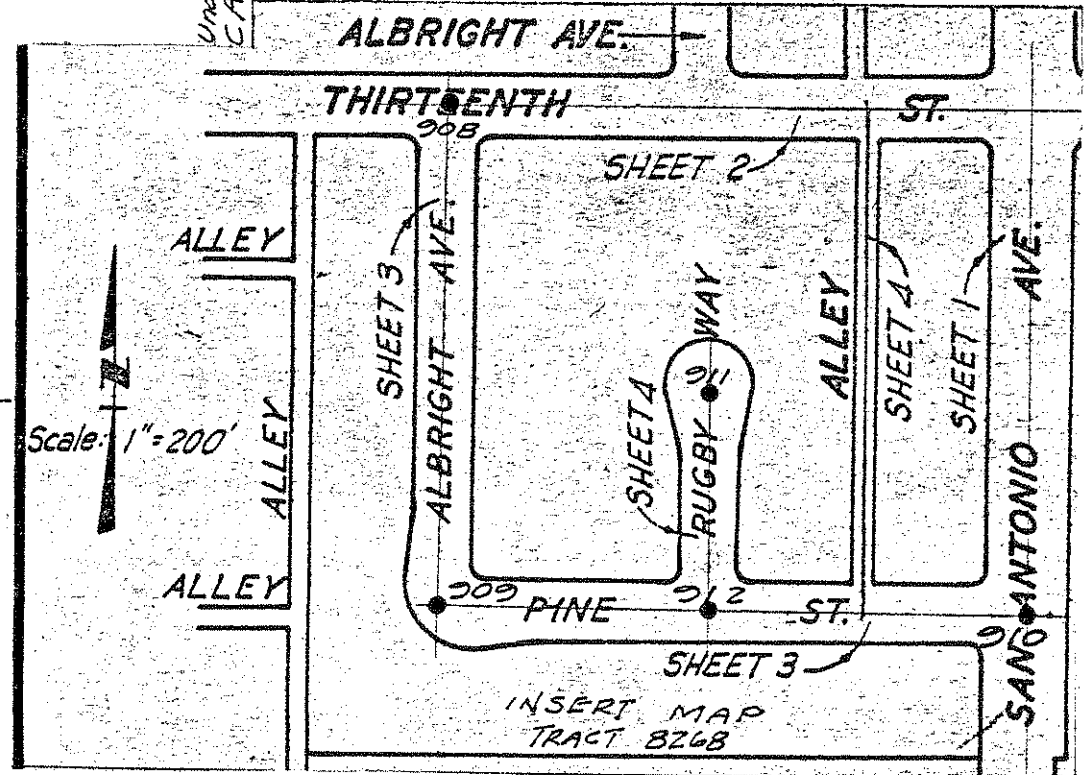 ALBRIGHT AVE.
THIRTEENTH ST.
908
SHEET 2
ALLEY
SHEET 3
ALBRIGHT AVE.
RUGBY WAY
ALLEY
SHEET 4
SHEET 1
SAN ANTONIO AVE.
911
SHEET 4
Scale: 1"=200'
ALLEY
ALLEY
909
PINE ST.
912
910
SHEET 3
INSERT MAP
TRACT 8268